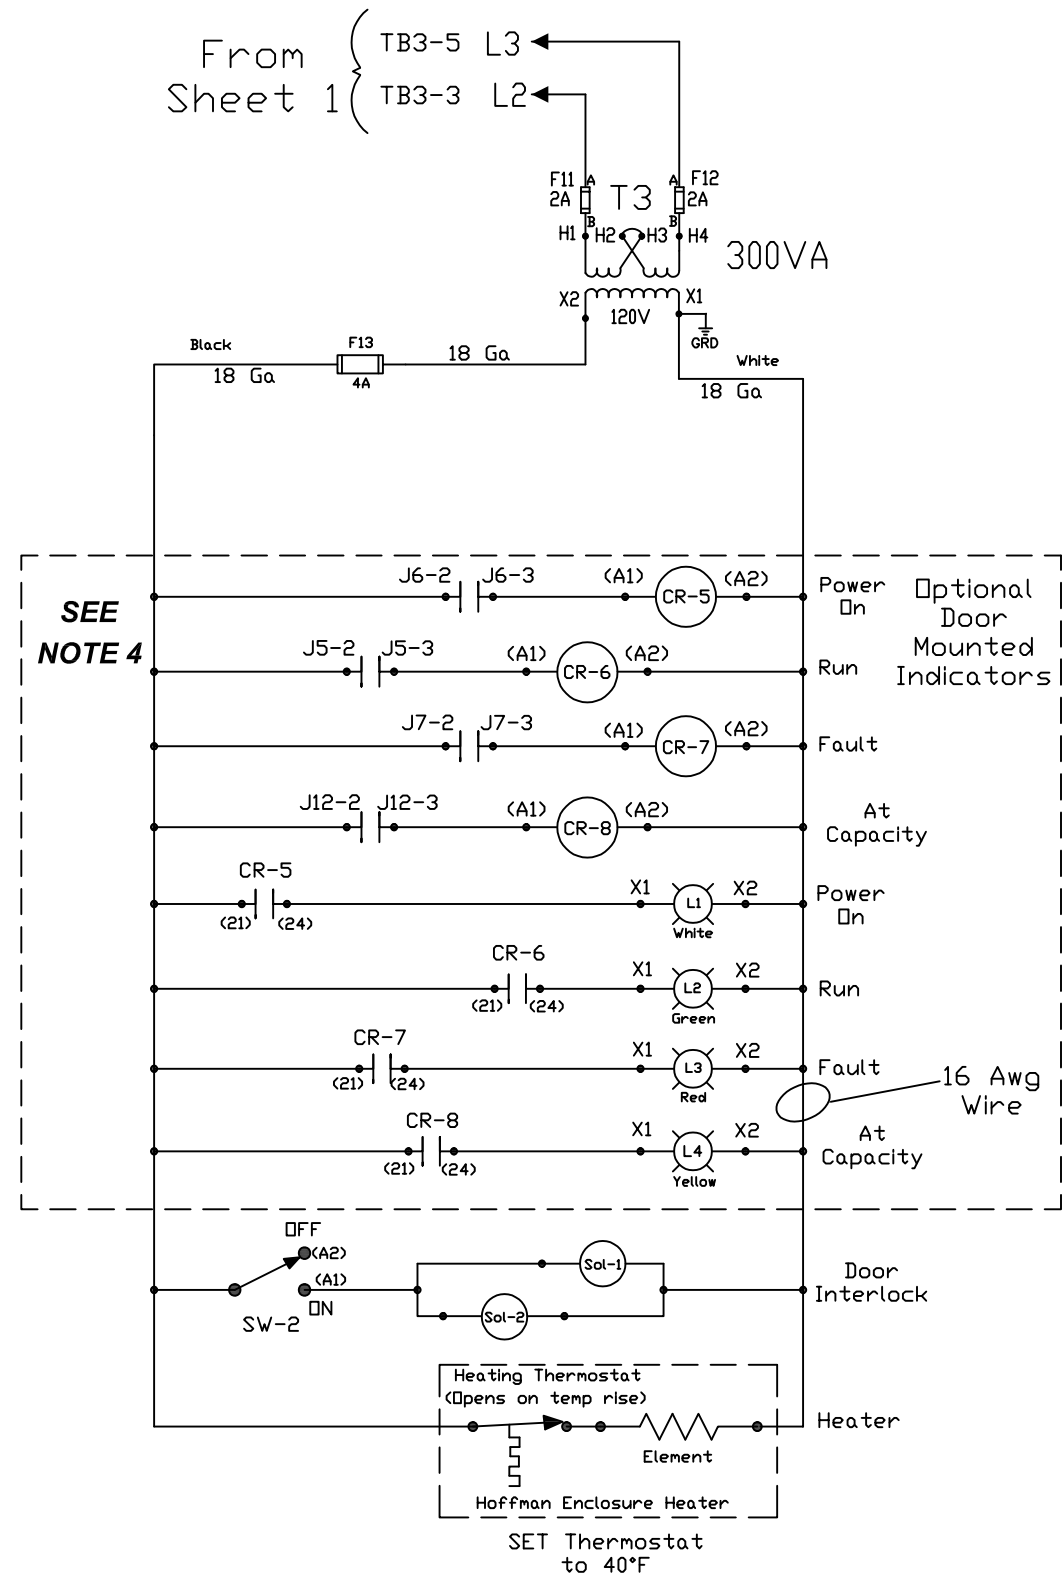 From
Sheet 1
TB3-5 L3
TB3-3 L2
F11
2A
A
B
T3
A
B
F12
2A
H1
H2
H3
H4
300VA
X2
X1
120V
GRD
Black
18 Ga
F13
4A
18 Ga
White
18 Ga
SEE
NOTE 4
Optional
Door
Mounted
Indicators
J6-2
J6-3
(A1)
CR-5
(A2)
Power
On
J5-2
J5-3
(A1)
CR-6
(A2)
Run
J7-2
J7-3
(A1)
CR-7
(A2)
Fault
J12-2
J12-3
(A1)
CR-8
(A2)
At
Capacity
CR-5
(21)
(24)
X1
L1
White
X2
Power
On
CR-6
(21)
(24)
X1
L2
Green
X2
Run
CR-7
(21)
(24)
X1
L3
Red
X2
Fault
16 Awg
Wire
CR-8
(21)
(24)
X1
L4
Yellow
X2
At
Capacity
OFF
(A2)
(A1)
ON
SW-2
Sol-1
Sol-2
Door
Interlock
Heating Thermostat
(Opens on temp rise)
Element
Heater
Hoffman Enclosure Heater
SET Thermostat
to 40°F